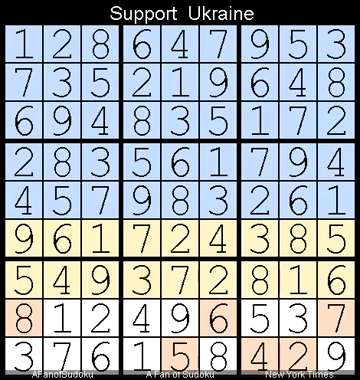 Support Ukraine
1 2 8 6 4 7 9 5 3
7 3 5 2 1 9 6 4 8
6 9 4 8 3 5 1 7 2
2 8 3 5 6 1 7 9 4
4 5 7 9 8 3 2 6 1
9 6 1 7 2 4 3 8 5
5 4 9 3 7 2 8 1 6
8 1 2 4 9 6 5 3 7
3 7 6 1 5 8 4 2 9
AFanofSudoku A Fan of Sudoku New York Times